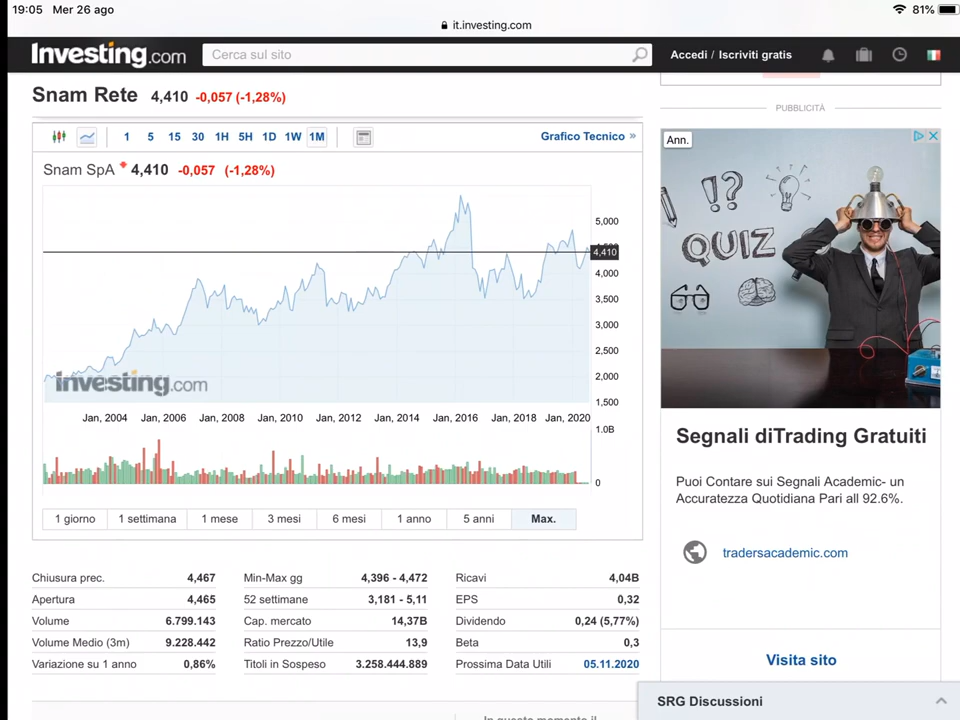 19:05 Mer 26 ago
81%
it.investing.com
Investing.com
Cerca sul sito
Accedi / Iscriviti gratis
Snam Rete 4,410 -0,057 (-1,28%)
1 5 15 30 1H 5H 1D 1W 1M
Grafico Tecnico »
Snam SpA 4,410 -0,057 (-1,28%)
5,000
4,410
4,000
3,500
3,000
2,500
2,000
1,500
Investing.com
Jan, 2004 Jan, 2006 Jan, 2008 Jan, 2010 Jan, 2012 Jan, 2014 Jan, 2016 Jan, 2018 Jan, 2020
1.0B
0
1 giorno 1 settimana 1 mese 3 mesi 6 mesi 1 anno 5 anni Max.
Chiusura prec. 4,467 Min-Max gg 4,396 - 4,472 Ricavi 4,04B
Apertura 4,465 52 settimane 3,181 - 5,11 EPS 0,32
Volume 6.799.143 Cap. mercato 14,37B Dividendo 0,24 (5,77%)
Volume Medio (3m) 9.228.442 Ratio Prezzo/Utile 13,9 Beta 0,3
Variazione su 1 anno 0,86% Titoli in Sospeso 3.258.444.889 Prossima Data Utili 05.11.2020
PUBBLICITÀ
Ann.
!?
QUIZ
Segnali diTrading Gratuiti
Puoi Contare sui Segnali Academic- un
Accuratezza Quotidiana Pari all 92.6%.
tradersacademic.com
Visita sito
SRG Discussioni